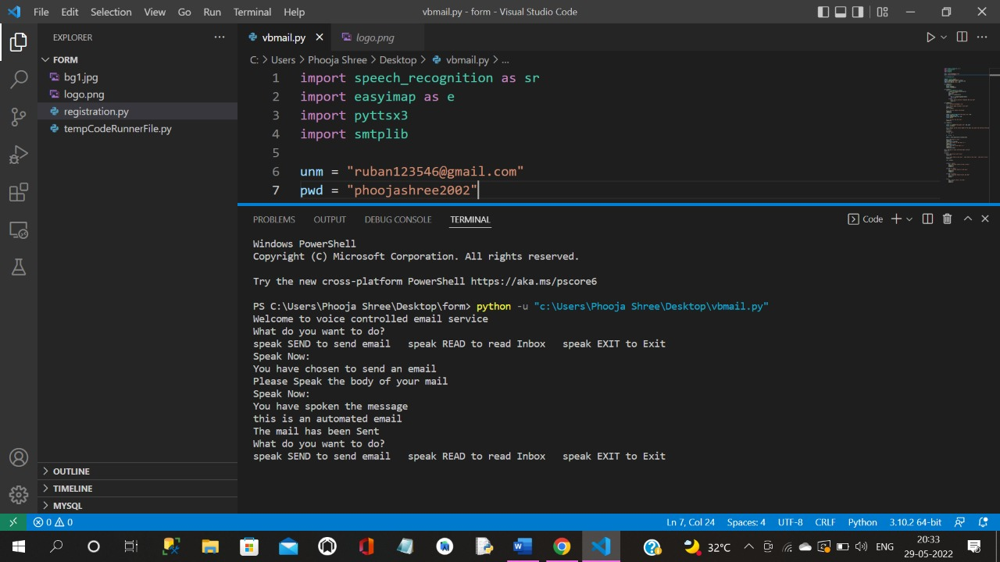 File Edit Selection View Go Run Terminal Help
vbmail.py - form - Visual Studio Code
EXPLORER
FORM
bg1.jpg
logo.png
registration.py
tempCodeRunnerFile.py
OUTLINE
TIMELINE
MYSQL
vbmail.py
logo.png
C: > Users > Phooja Shree > Desktop > vbmail.py > ...
1 import speech_recognition as sr
2 import easyimap as e
3 import pyttsx3
4 import smtplib
5
6 unm = "ruban123546@gmail.com"
7 pwd = "phoojashree2002"
PROBLEMS OUTPUT DEBUG CONSOLE TERMINAL
Code
Windows PowerShell
Copyright (C) Microsoft Corporation. All rights reserved.
Try the new cross-platform PowerShell https://aka.ms/pscore6
PS C:\Users\Phooja Shree\Desktop\form> python -u "c:\Users\Phooja Shree\Desktop\vbmail.py"
Welcome to voice controlled email service
What do you want to do?
speak SEND to send email   speak READ to read Inbox   speak EXIT to Exit
Speak Now:
You have chosen to send an email
Please Speak the body of your mail
Speak Now:
You have spoken the message
this is an automated email
The mail has been Sent
What do you want to do?
speak SEND to send email   speak READ to read Inbox   speak EXIT to Exit
0 0
Ln 7, Col 24 Spaces: 4 UTF-8 CRLF Python 3.10.2 64-bit
32°C
ENG
20:33
29-05-2022